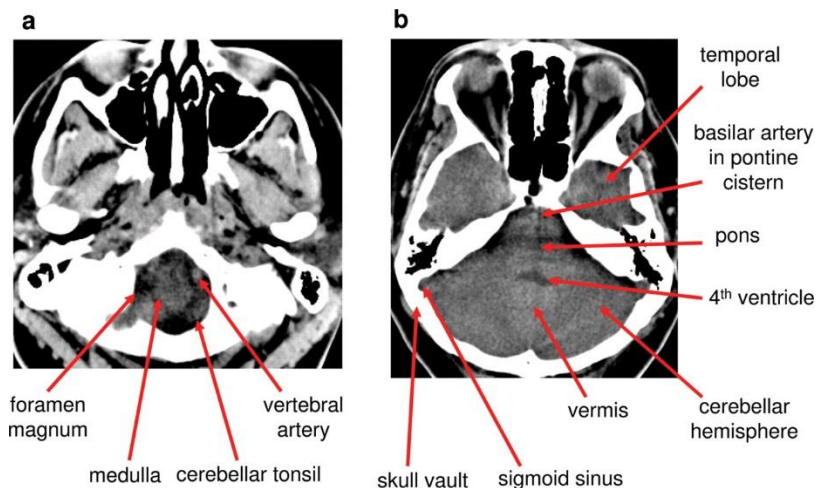 a
foramen
magnum
medulla
cerebellar tonsil
vertebral
artery
b
temporal
lobe
basilar artery
in pontine
cistern
pons
4th ventricle
cerebellar
hemisphere
vermis
sigmoid sinus
skull vault